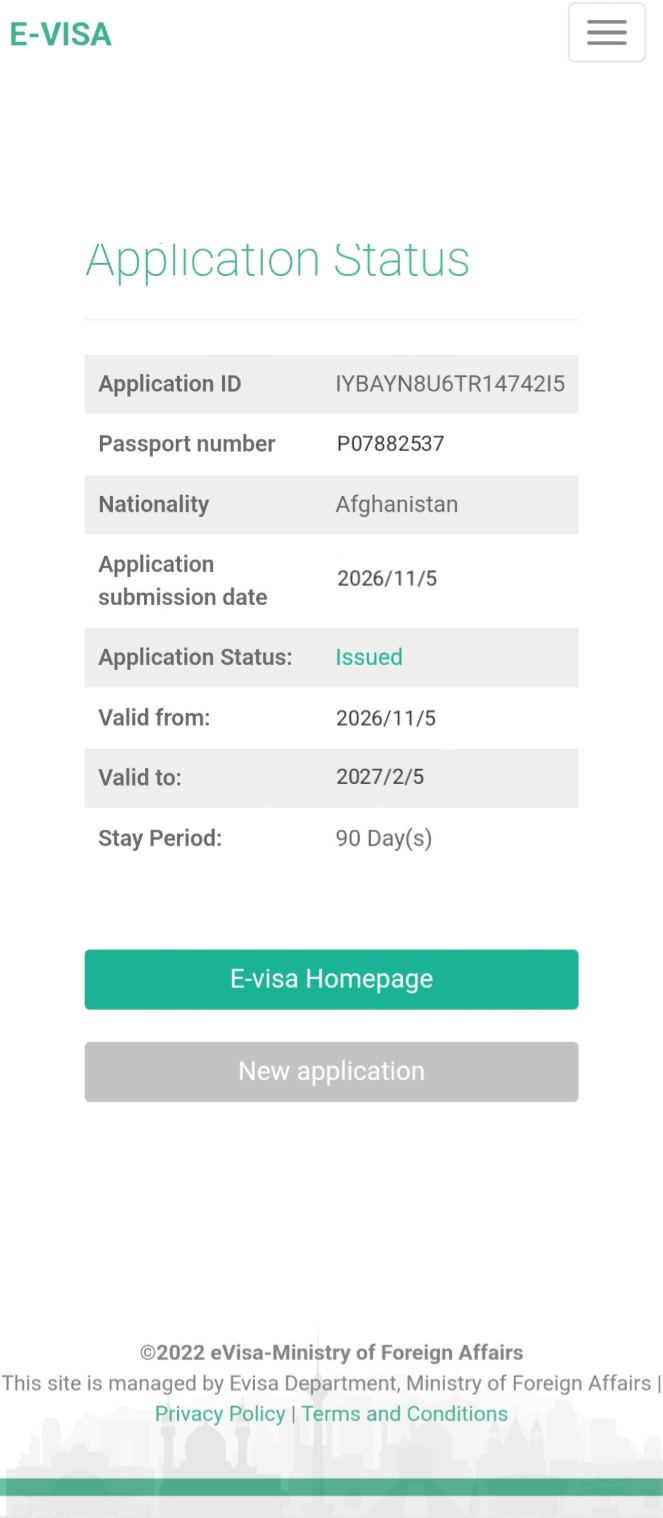 E-VISA
Application Status
Application ID IYBAYN8U6TR14742I5
Passport number P07882537
Nationality Afghanistan
Application
submission date 2026/11/5
Application Status: Issued
Valid from: 2026/11/5
Valid to: 2027/2/5
Stay Period: 90 Day(s)
E-visa Homepage
New application
©2022 eVisa-Ministry of Foreign Affairs
This site is managed by Evisa Department, Ministry of Foreign Affairs |
Privacy Policy | Terms and Conditions